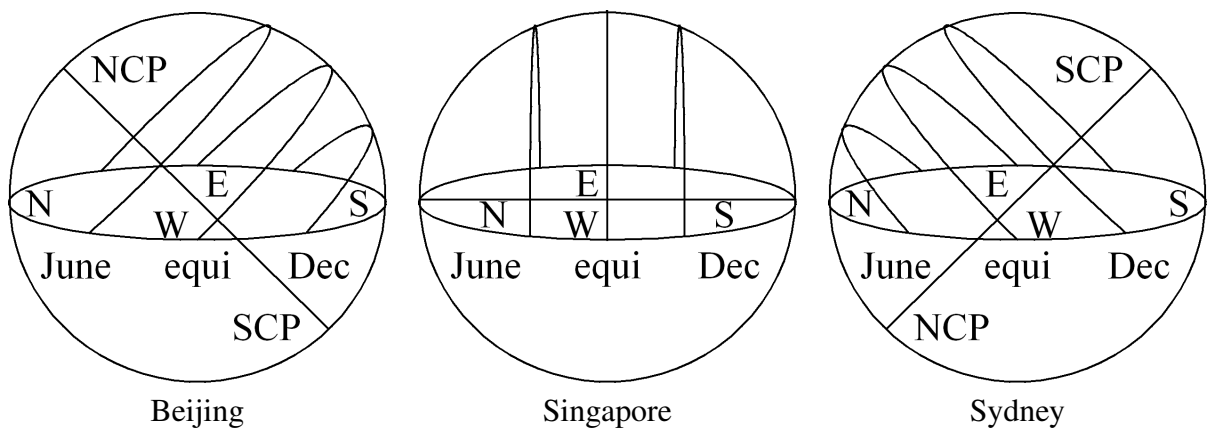 NCP
N
E
S
W
June equi Dec
SCP
Beijing
E
N
W
S
June equi Dec
Singapore
SCP
N
E
S
W
June equi Dec
NCP
Sydney